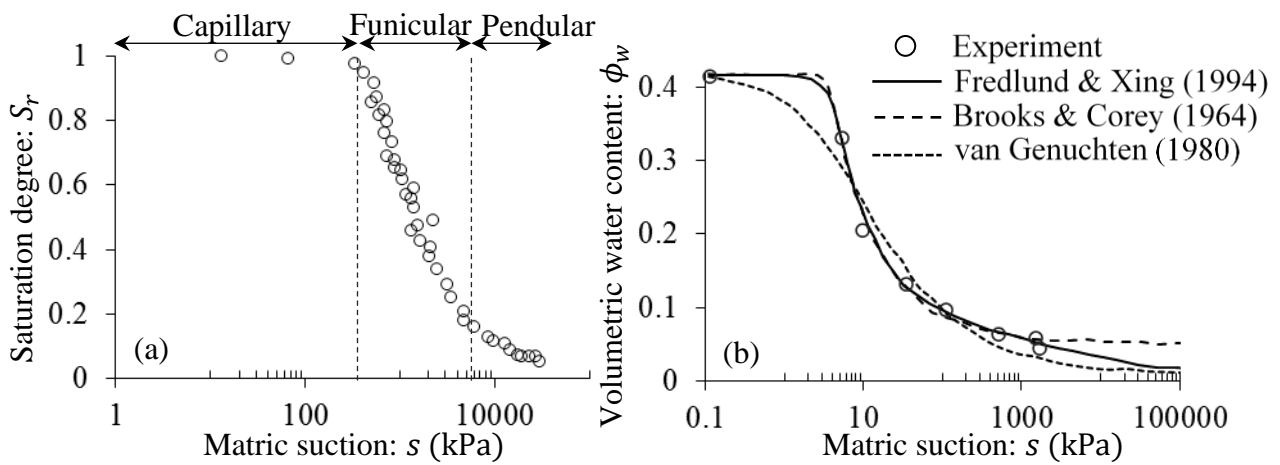 Capillary Funicular Pendular
1
0.8
0.6
0.4
0.2
0
Saturation degree: S_r
(a)
1 100 10000
Matric suction: s (kPa)
Volumetric water content: ϕ_w
0.4
0.3
0.2
0.1
0
Experiment
Fredlund & Xing (1994)
Brooks & Corey (1964)
van Genuchten (1980)
(b)
0.1 10 1000 100000
Matric suction: s (kPa)